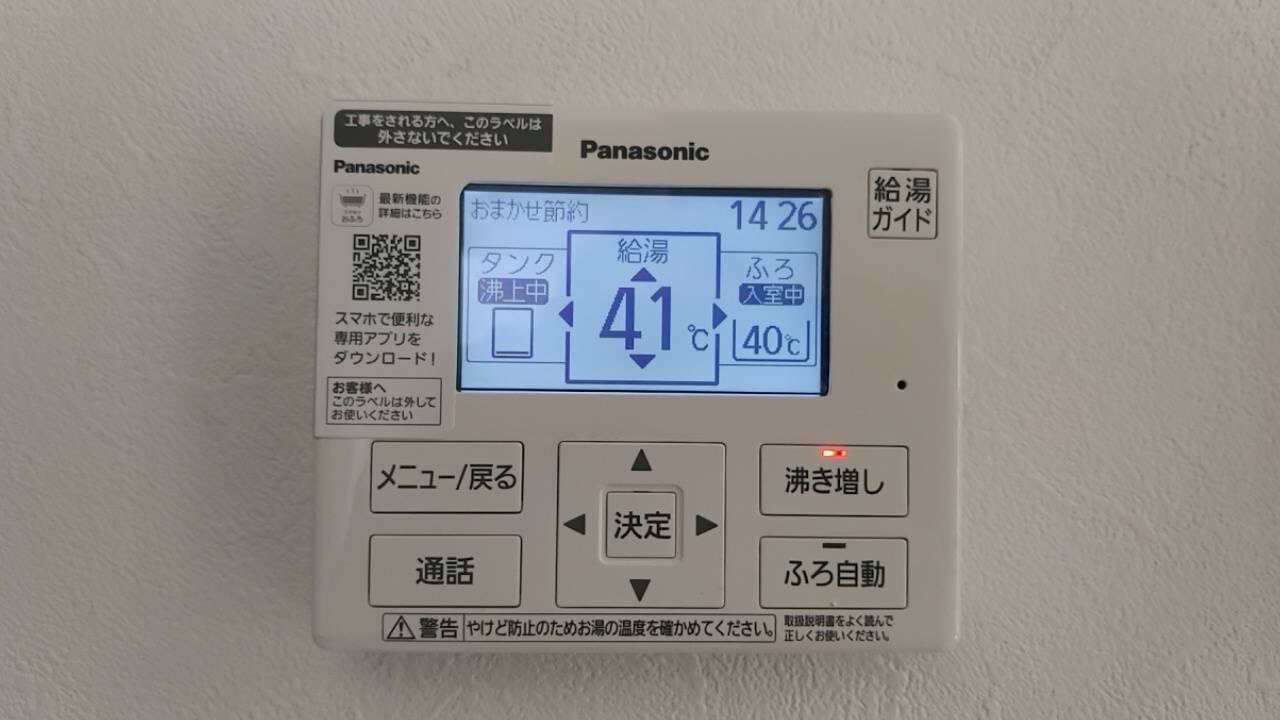 工事をされる方へ、このラベルは
外さないでください
Panasonic
最新機能の
詳細はこちら
おふろ
スマホで便利な
専用アプリを
ダウンロード!
お客様へ
このラベルは外して
お使いください
Panasonic
給湯
ガイド
おまかせ節約
14 26
タンク
沸上中
給湯
41℃
ふろ
入室中
40℃
メニュー/戻る
決定
沸き増し
通話
ふろ自動
警告 やけど防止のためお湯の温度を確かめてください。
取扱説明書をよく読んで
正しくお使いください。